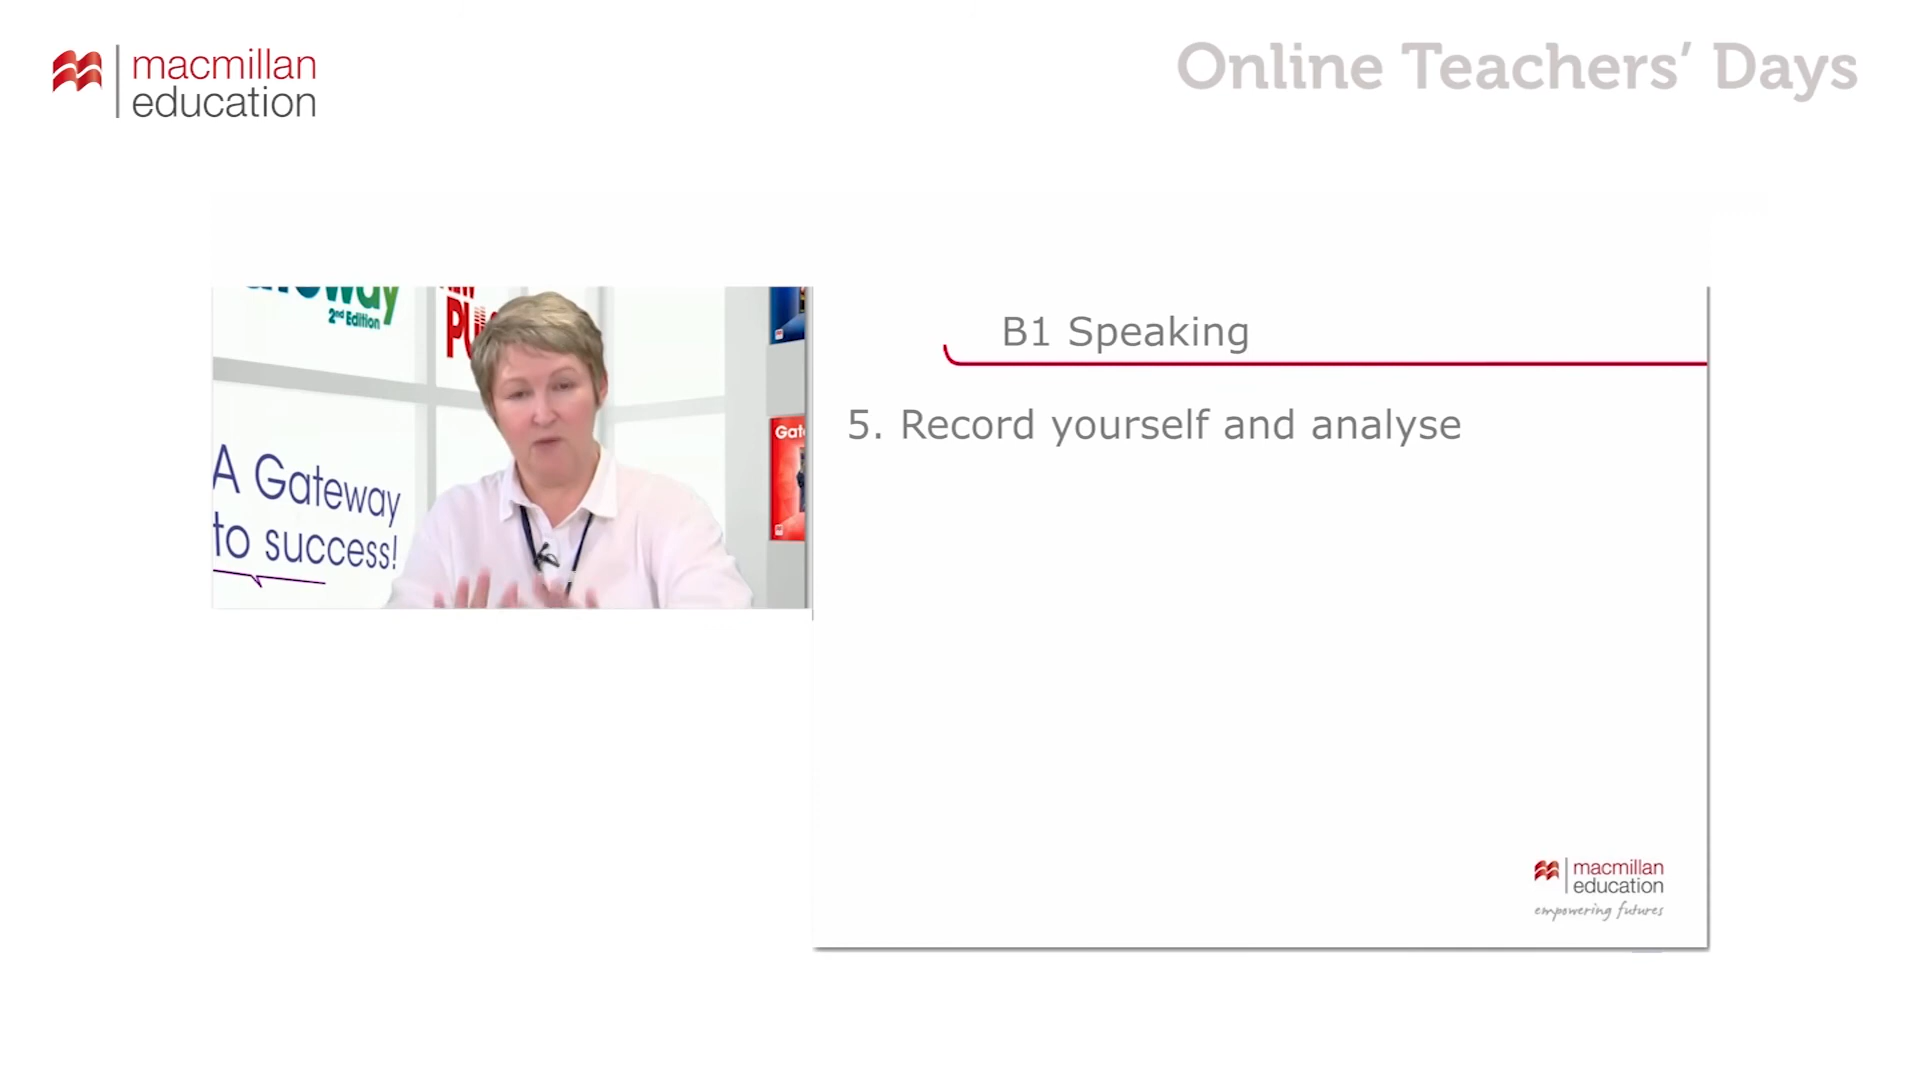 macmillan
education
Online Teachers' Days
2nd Edition
A Gateway
to success!
B1 Speaking
5. Record yourself and analyse
macmillan
education
empowering futures